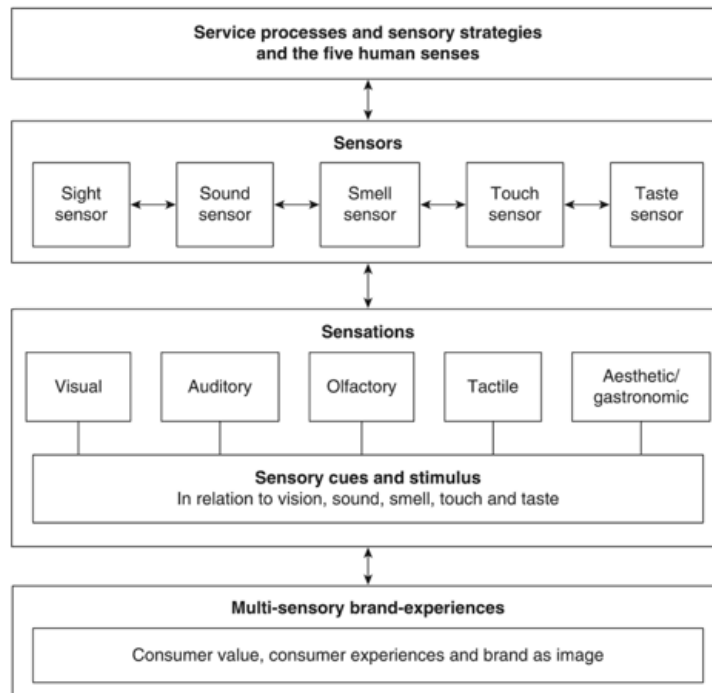 Service processes and sensory strategies
and the five human senses
Sensors
Sight
sensor
Sound
sensor
Smell
sensor
Touch
sensor
Taste
sensor
Sensations
Visual
Auditory
Olfactory
Tactile
Aesthetic/
gastronomic
Sensory cues and stimulus
In relation to vision, sound, smell, touch and taste
Multi-sensory brand-experiences
Consumer value, consumer experiences and brand as image